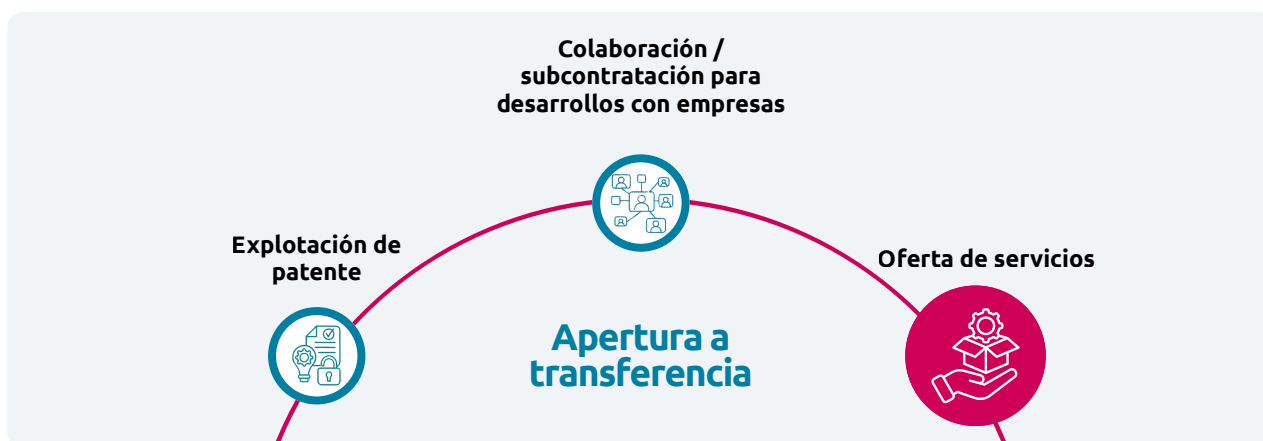 Colaboración /
subcontratación para
desarrollos con empresas
Explotación de
patente
Oferta de servicios
Apertura a
transferencia